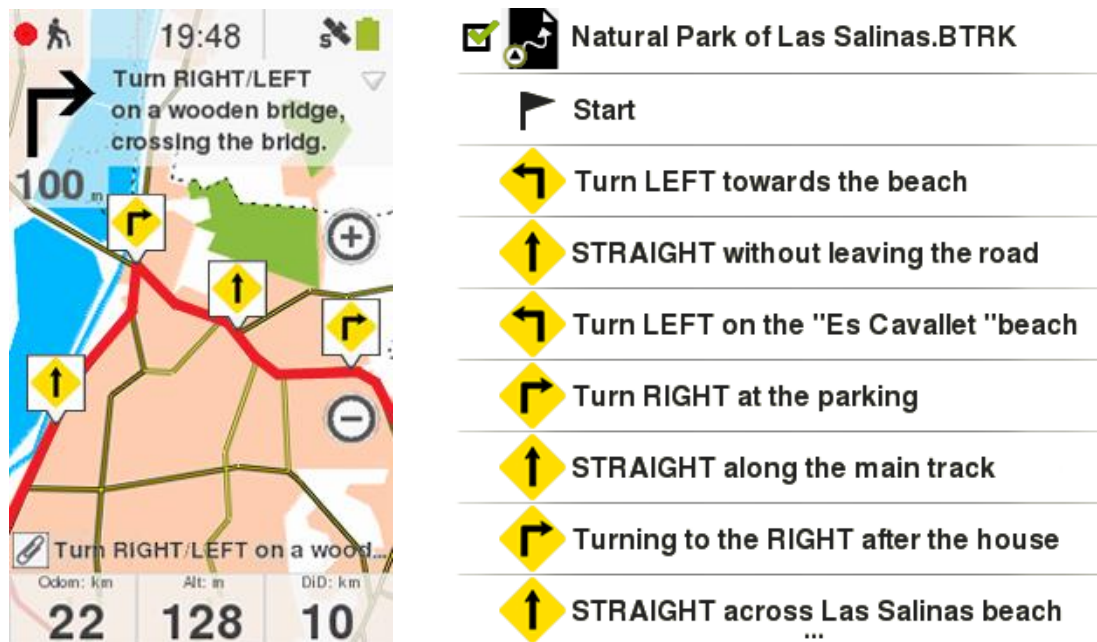 19:48
S
Turn RIGHT/LEFT
on a wooden bridge,
crossing the bridg.
100 m
Turn RIGHT/LEFT on a wood...
Odom: km
Alt: m
DiD: km
22
128
10
Natural Park of Las Salinas.BTRK
Start
Turn LEFT towards the beach
STRAIGHT without leaving the road
Turn LEFT on the "Es Cavallet "beach
Turn RIGHT at the parking
STRAIGHT along the main track
Turning to the RIGHT after the house
STRAIGHT across Las Salinas beach
...